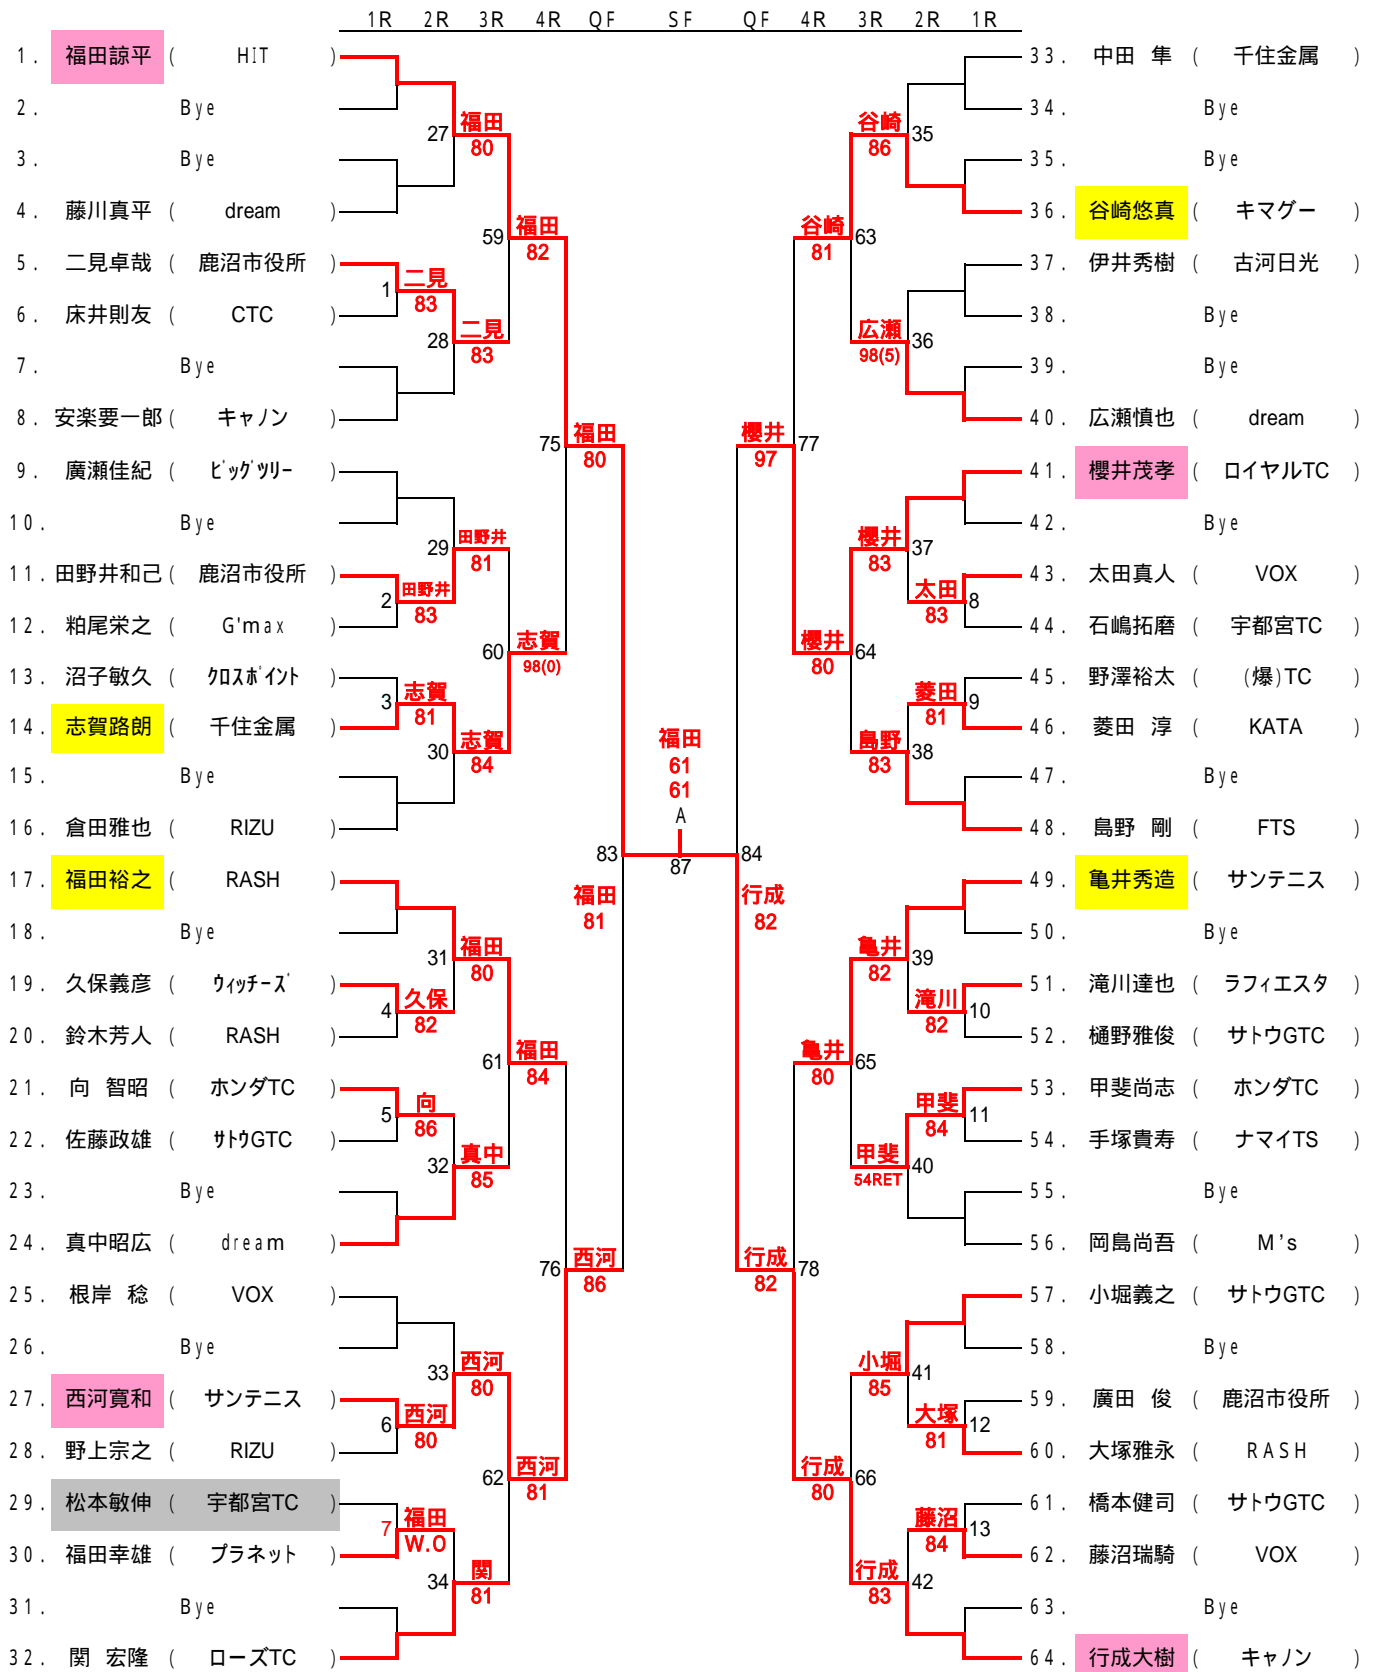 1R 2R 3R 4R QF SF QF 4R 3R 2R 1R
1. 福田諒平 ( HIT )
2. Bye
27 福田 80
3. Bye
4. 藤川真平 ( dream )
59 福田 82
5. 二見卓哉 ( 鹿沼市役所 )
1 二見 83
6. 床井則友 ( CTC )
28 二見 83
7. Bye
8. 安楽要一郎 ( キャノン )
75 福田 80
9. 廣瀬佳紀 ( ビッグツリー )
10. Bye
29 田野井 81
11. 田野井和己 ( 鹿沼市役所 )
2 田野井 83
12. 粕尾栄之 ( G'max )
60 志賀 98(0)
13. 沼子敏久 ( クロスポイント )
3 志賀 81
14. 志賀路朗 ( 千住金属 )
30 志賀 84
15. Bye
16. 倉田雅也 ( RIZU )
83 福田 81
17. 福田裕之 ( RASH )
18. Bye
31 福田 80
19. 久保義彦 ( ウィッチーズ )
4 久保 82
20. 鈴木芳人 ( RASH )
61 福田 84
21. 向 智昭 ( ホンダTC )
5 向 86
22. 佐藤政雄 ( サトウGTC )
32 真中 85
23. Bye
24. 真中昭広 ( dream )
76 西河 86
25. 根岸 稔 ( VOX )
26. Bye
33 西河 80
27. 西河寛和 ( サンテニス )
6 西河 80
28. 野上宗之 ( RIZU )
62 西河 81
29. 松本敏伸 ( 宇都宮TC )
7 福田 W.O
30. 福田幸雄 ( プラネット )
34 関 81
31. Bye
32. 関 宏隆 ( ローズTC )
福田
61
61
A
87
33. 中田 隼 ( 千住金属 )
34. Bye
谷崎 86 35
35. Bye
36. 谷崎悠真 ( キマグー )
谷崎 81 63
37. 伊井秀樹 ( 古河日光 )
38. Bye
広瀬 98(5) 36
39. Bye
40. 広瀬慎也 ( dream )
櫻井 97 77
41. 櫻井茂孝 ( ロイヤルTC )
42. Bye
櫻井 83 37
43. 太田真人 ( VOX )
太田 83 8
44. 石嶋拓磨 ( 宇都宮TC )
櫻井 80 64
45. 野澤裕太 ( (爆)TC )
菱田 81 9
46. 菱田 淳 ( KATA )
島野 83 38
47. Bye
48. 島野 剛 ( FTS )
84 行成 82
49. 亀井秀造 ( サンテニス )
50. Bye
亀井 82 39
51. 滝川達也 ( ラフィエスタ )
滝川 82 10
52. 樋野雅俊 ( サトウGTC )
亀井 80 65
53. 甲斐尚志 ( ホンダTC )
甲斐 84 11
54. 手塚貴寿 ( ナマイTS )
甲斐 54RET 40
55. Bye
56. 岡島尚吾 ( M's )
行成 82 78
57. 小堀義之 ( サトウGTC )
58. Bye
小堀 85 41
59. 廣田 俊 ( 鹿沼市役所 )
大塚 81 12
60. 大塚雅永 ( RASH )
行成 80 66
61. 橋本健司 ( サトウGTC )
藤沼 84 13
62. 藤沼瑞騎 ( VOX )
行成 83 42
63. Bye
64. 行成大樹 ( キャノン )